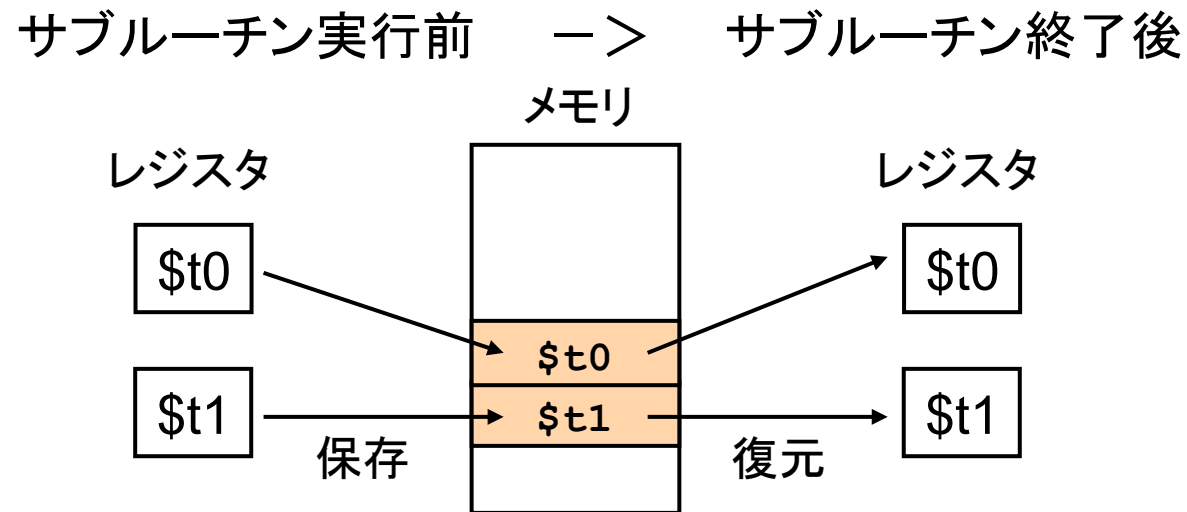 サブルーチン実行前 ー＞ サブルーチン終了後
メモリ
レジスタ レジスタ
$t0 $t0
$t0
$t1 $t1 $t1
保存 復元